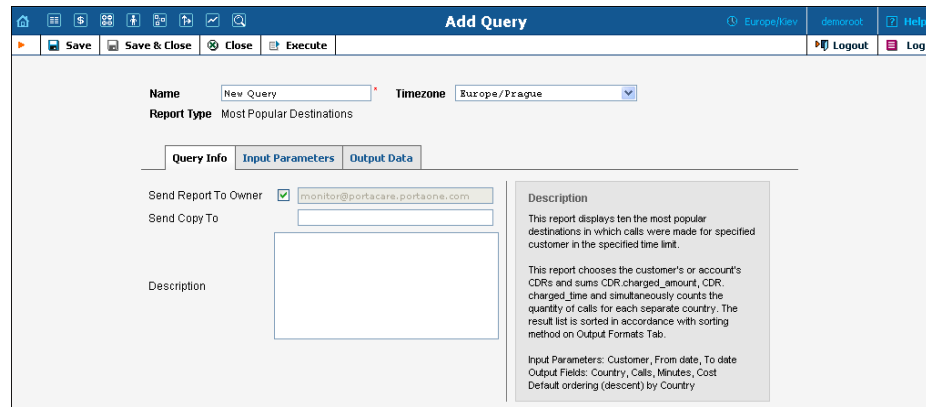 Add Query
Europe/Kiev
demoroot
Help
Save
Save & Close
Close
Execute
Logout
Log
Name
New Query
*
Timezone
Europe/Prague
Report Type
Most Popular Destinations
Query Info
Input Parameters
Output Data
Send Report To Owner
monitor@portacare.portaone.com
Send Copy To
Description
Description
This report displays ten the most popular
destinations in which calls were made for specified
customer in the specified time limit.
This report chooses the customer's or account's
CDRs and sums CDR.charged_amount, CDR.
charged_time and simultaneously counts the
quantity of calls for each separate country. The
result list is sorted in accordance with sorting
method on Output Formats Tab.
Input Parameters: Customer, From date, To date
Output Fields: Country, Calls, Minutes, Cost
Default ordering (descent) by Country